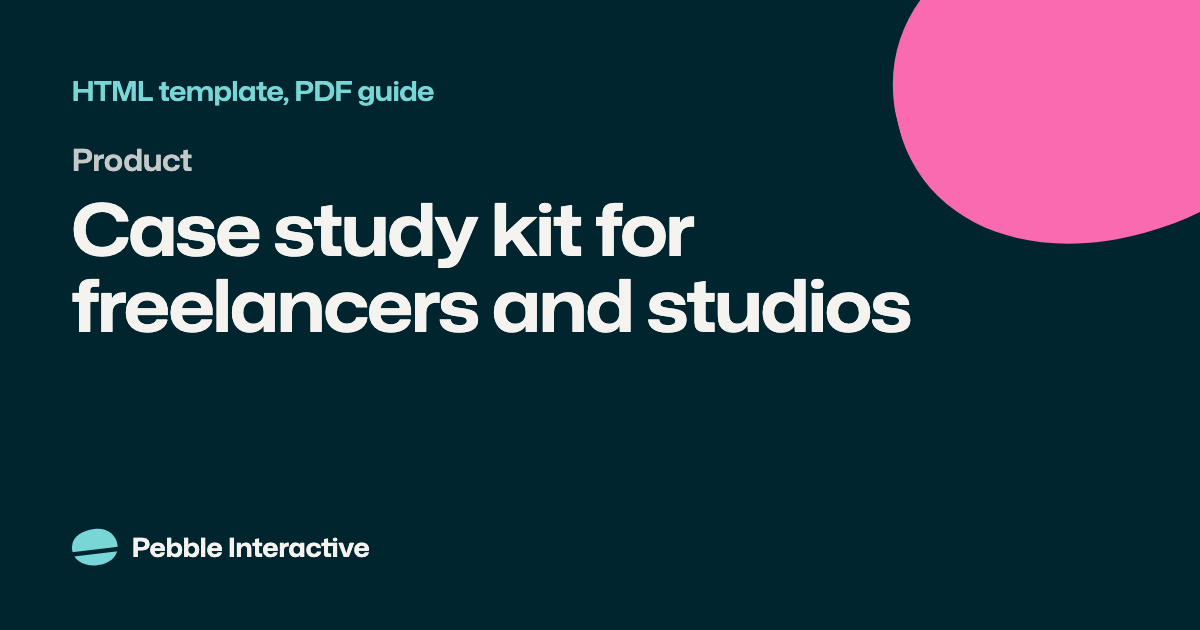 HTML template, PDF guide
Product
Case study kit for
freelancers and studios
Pebble Interactive